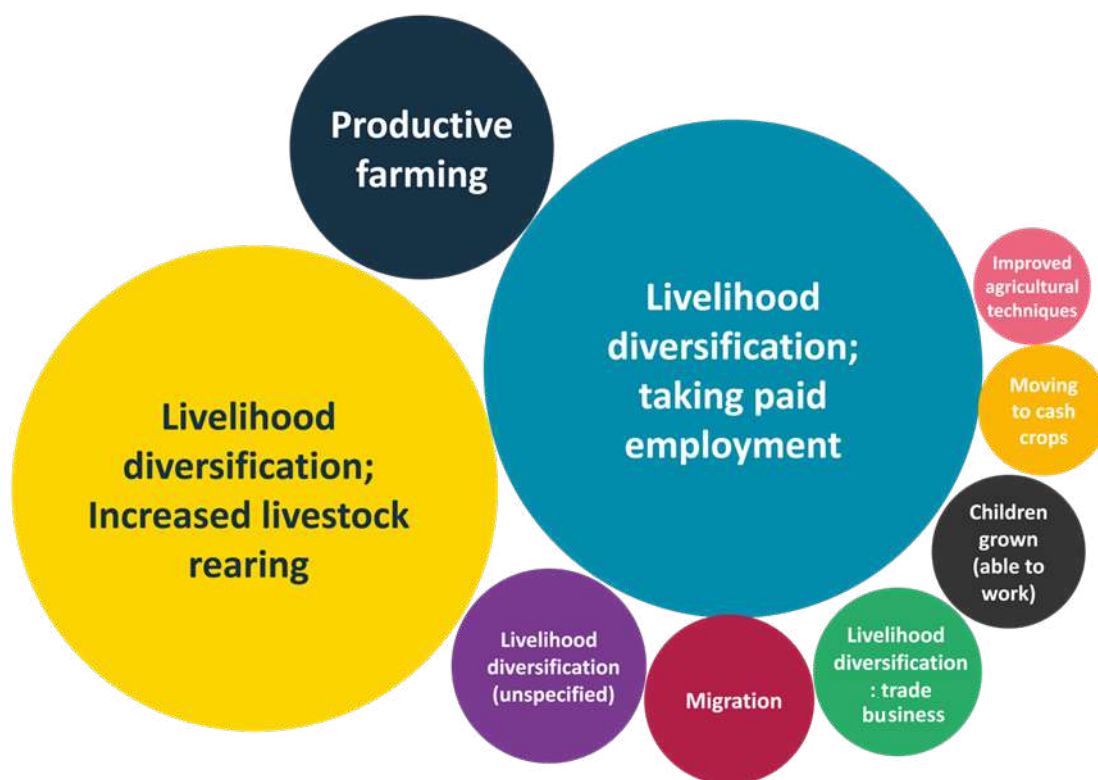 Productive
farming
Livelihood
diversification;
taking paid
employment
Improved
agricultural
techniques
Livelihood
diversification;
Increased livestock
rearing
Moving
to cash
crops
Children
grown
(able to
work)
Livelihood
diversification
(unspecified)
Migration
Livelihood
diversification
: trade
business